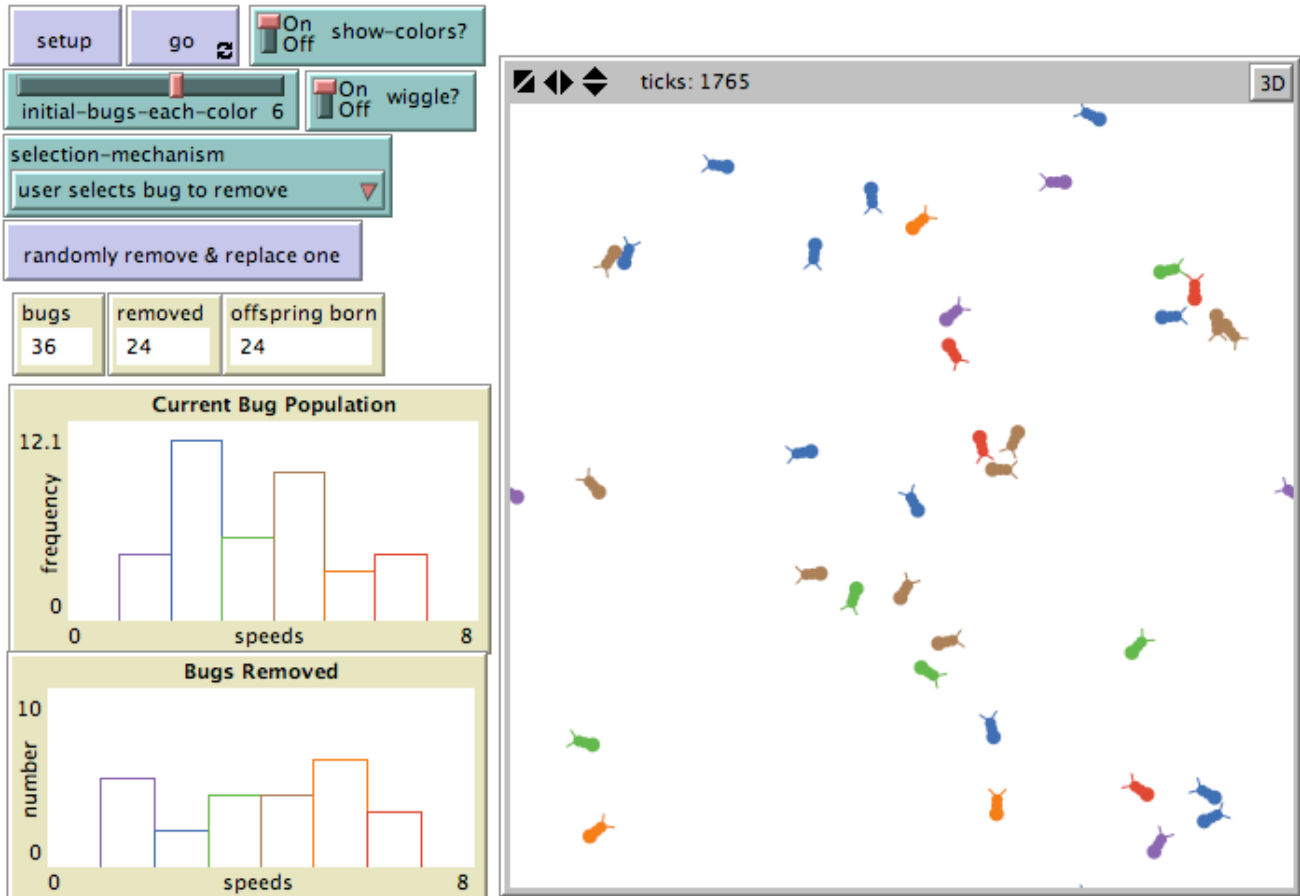 setup
go
On
Off
show-colors?
initial-bugs-each-color 6
On
Off
wiggle?
selection-mechanism
user selects bug to remove
randomly remove & replace one
bugs
36
removed
24
offspring born
24
Current Bug Population
12.1
frequency
0
0
speeds
8
Bugs Removed
10
number
0
0
speeds
8
ticks: 1765
3D